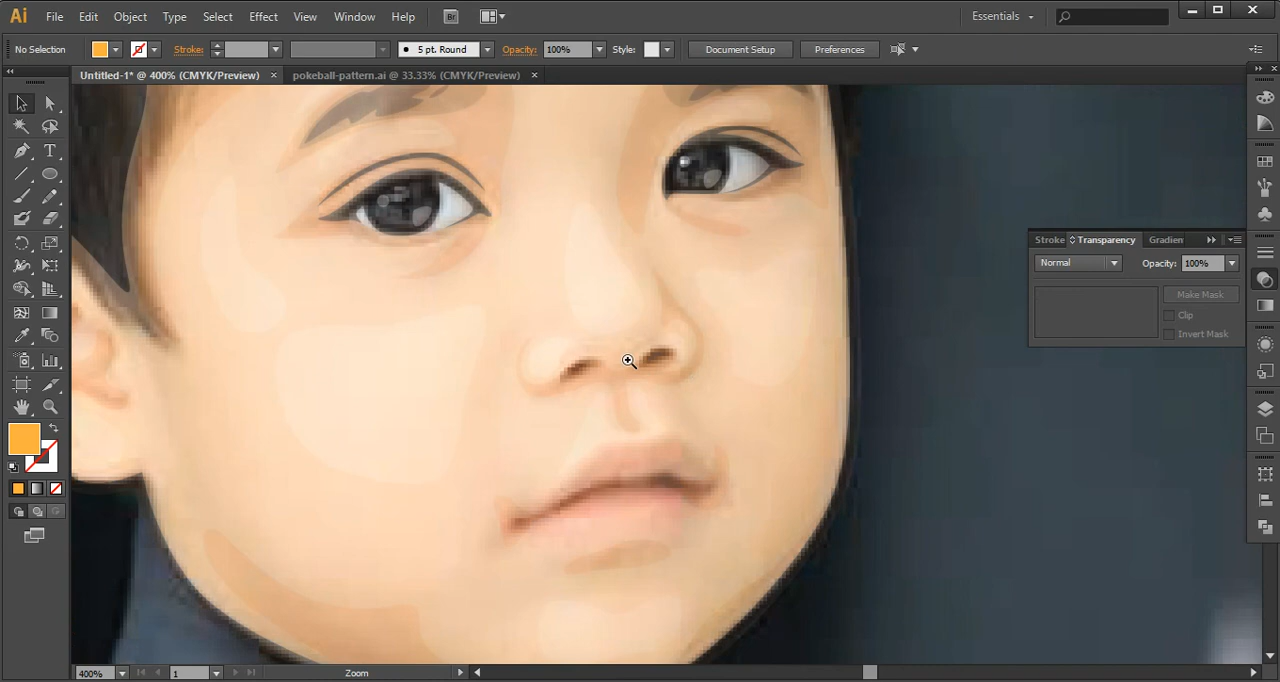 Ai File Edit Object Type Select Effect View Window Help Br Essentials
No Selection Stroke: 5 pt. Round Opacity: 100% Style: Document Setup Preferences
Untitled-1* @ 400% (CMYK/Preview) × pokeball-pattern.ai @ 33.33% (CMYK/Preview) ×
Stroke Transparency Gradien
Normal Opacity: 100%
Make Mask
Clip
Invert Mask
400% 1 Zoom